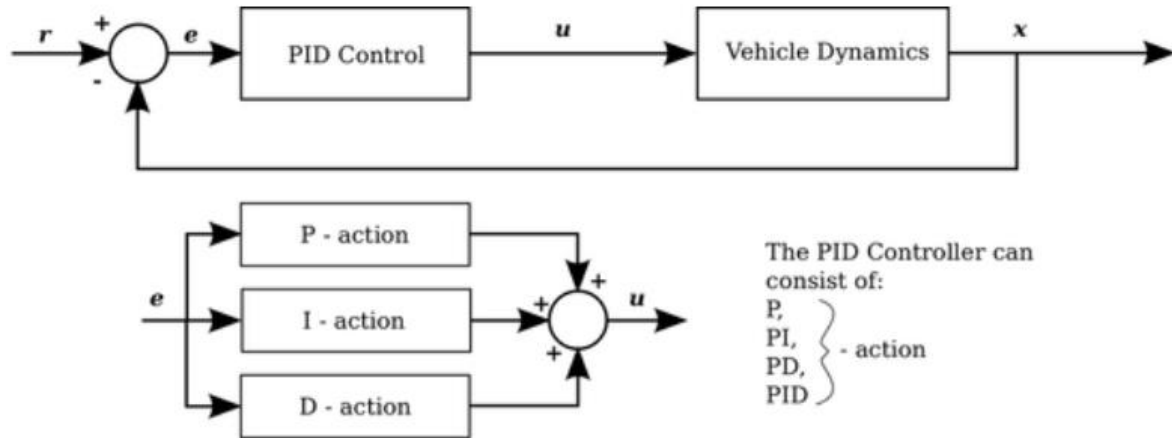 r
+
-
e
PID Control
u
Vehicle Dynamics
x
P - action
I - action
D - action
e
+
+
+
u
The PID Controller can
consist of:
P,
PI,
PD,
PID
- action